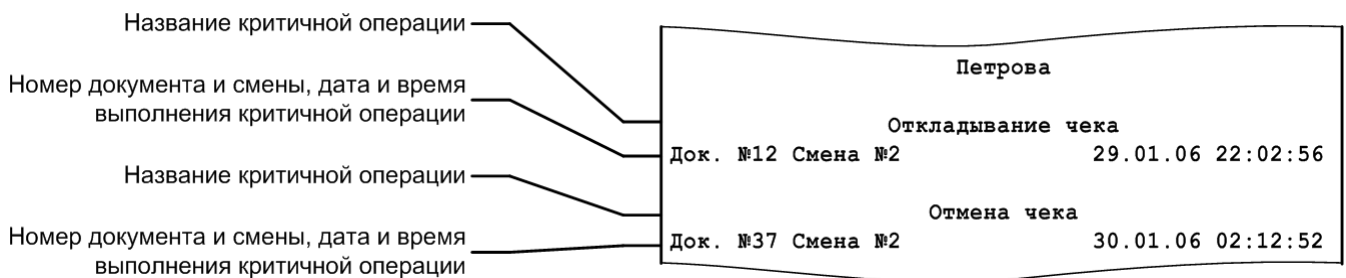 Название критичной операции
Номер документа и смены, дата и время
выполнения критичной операции
Название критичной операции
Номер документа и смены, дата и время
выполнения критичной операции
Петрова
Откладывание чека
Док. №12 Смена №2 29.01.06 22:02:56
Отмена чека
Док. №37 Смена №2 30.01.06 02:12:52